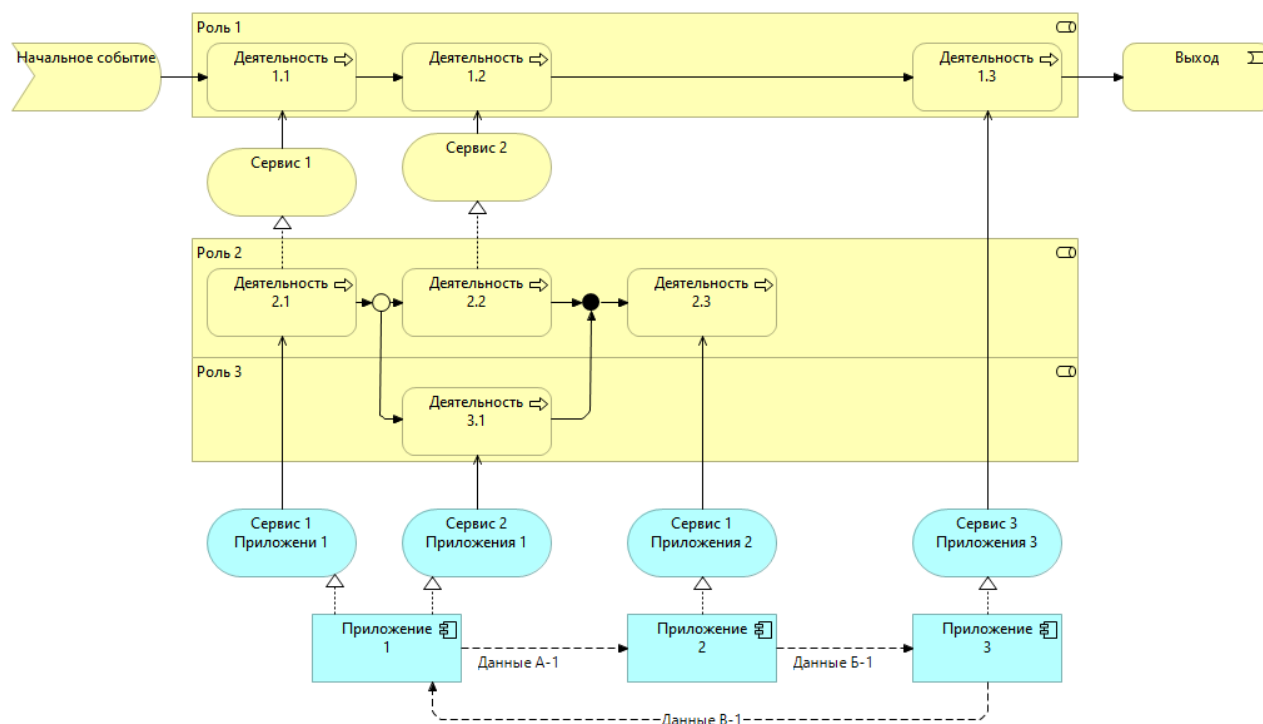 Роль 1
Начальное событие
Деятельность
1.1
Деятельность
1.2
Деятельность
1.3
Выход
Сервис 1
Сервис 2
Роль 2
Деятельность
2.1
Деятельность
2.2
Деятельность
2.3
Роль 3
Деятельность
3.1
Сервис 1
Приложени 1
Сервис 2
Приложения 1
Сервис 1
Приложения 2
Сервис 3
Приложения 3
Приложение
1
Данные А-1
Приложение
2
Данные Б-1
Приложение
3
Данные В-1